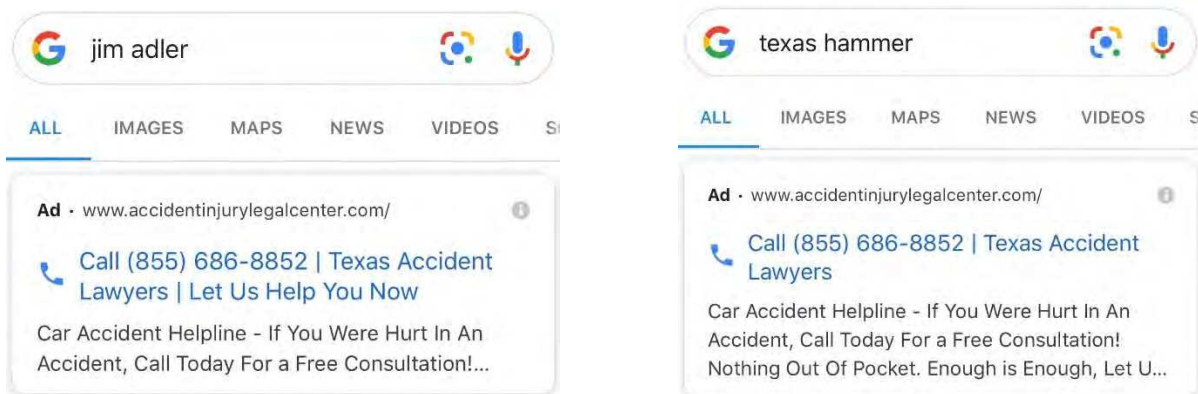 jim adler
ALL IMAGES MAPS NEWS VIDEOS
Ad · www.accidentinjurylegalcenter.com/
Call (855) 686-8852 | Texas Accident
Lawyers | Let Us Help You Now
Car Accident Helpline - If You Were Hurt In An
Accident, Call Today For a Free Consultation!...
texas hammer
ALL IMAGES MAPS NEWS VIDEOS S
Ad · www.accidentinjurylegalcenter.com/
Call (855) 686-8852 | Texas Accident
Lawyers
Car Accident Helpline - If You Were Hurt In An
Accident, Call Today For a Free Consultation!
Nothing Out Of Pocket. Enough is Enough, Let U...